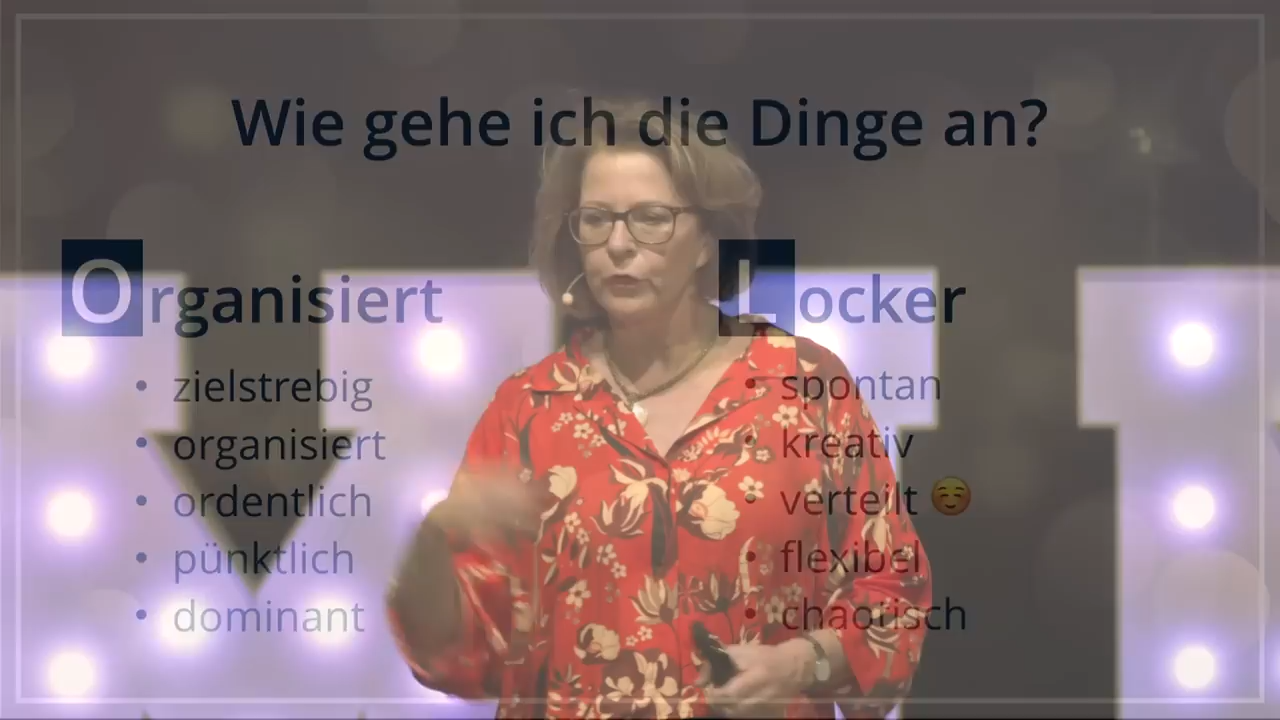 Wie gehe ich die Dinge an?
Organisiert
zielstrebig
organisiert
ordentlich
pünktlich
dominant
Locker
spontan
kreativ
verteilt ☺️
flexibel
chaotisch